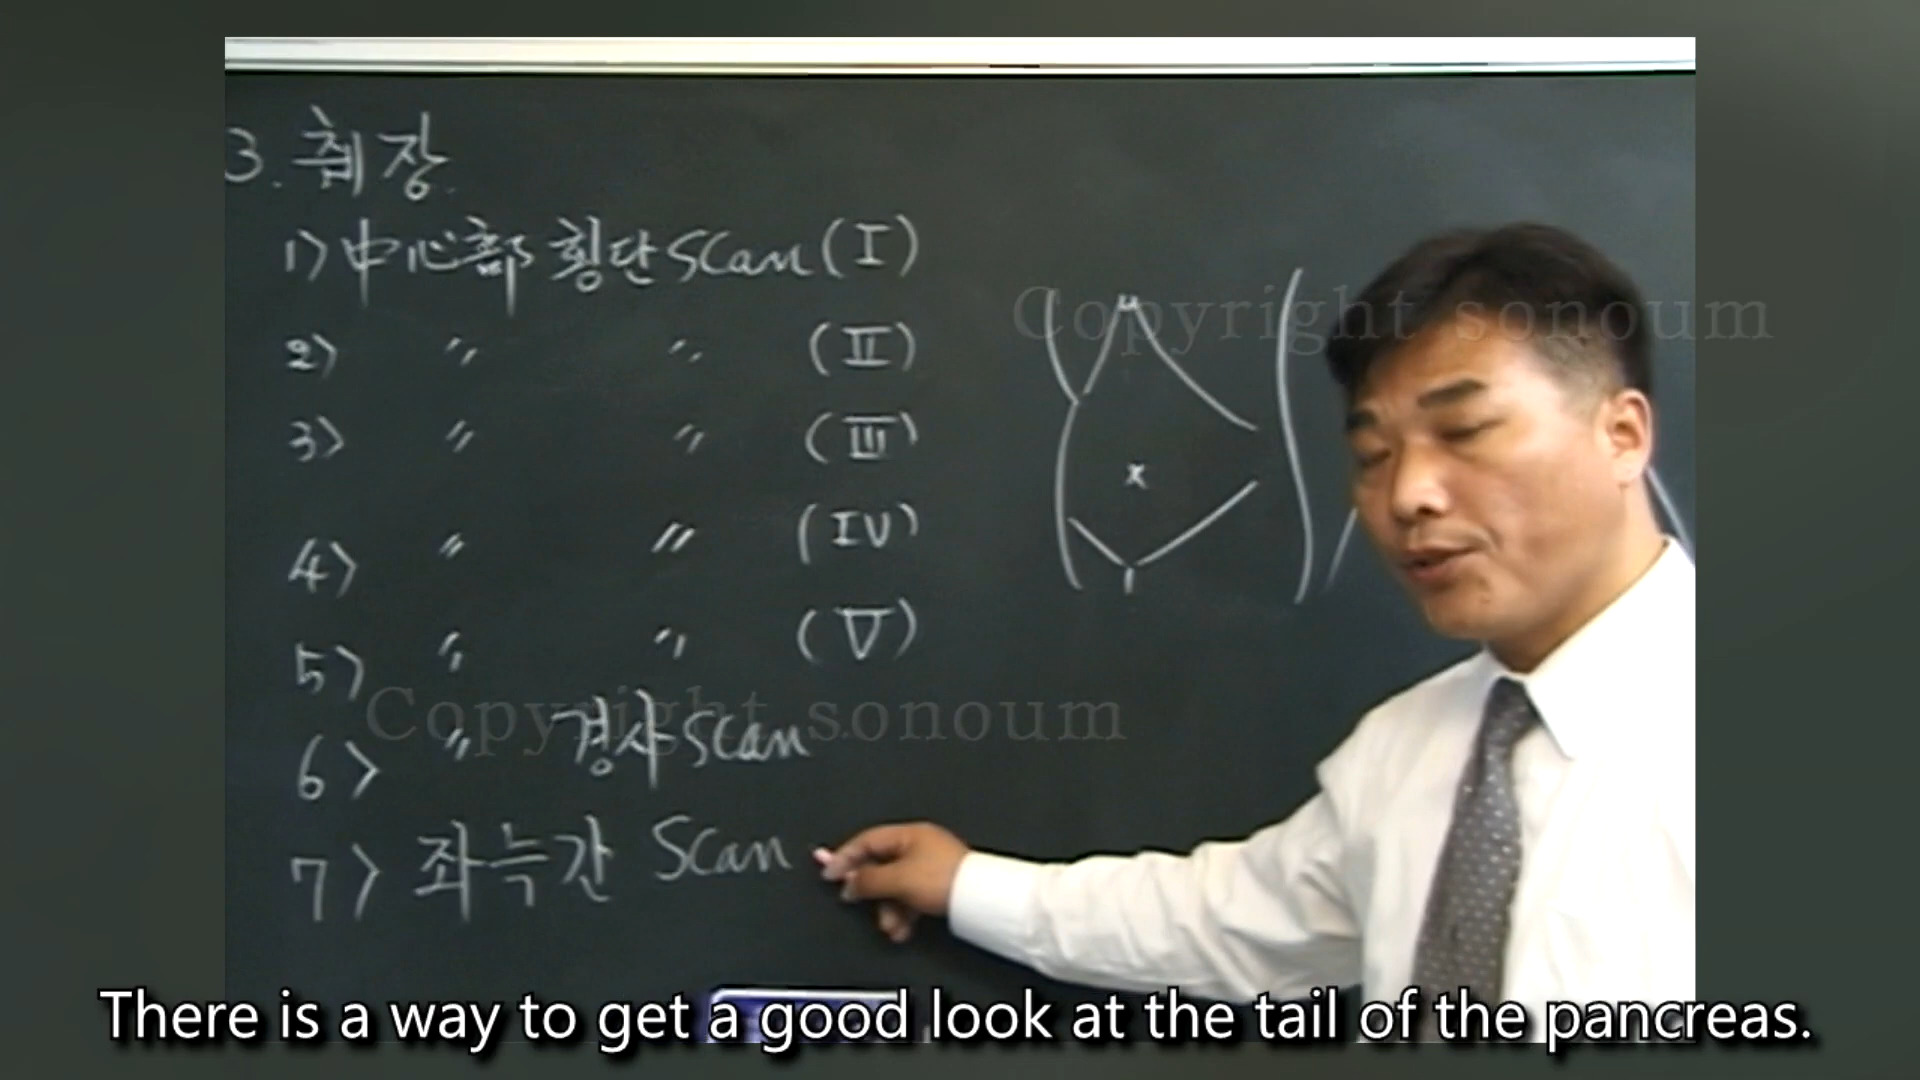 3. 췌장
1> 中心部 횡단 Scan (I)
2> 〃 〃 (II)
3> 〃 〃 (III)
4> 〃 〃 (IV)
5> 〃 〃 (V)
6> 〃 경사 Scan
7> 좌늑간 Scan
x
Copyright sonoum
Copyright sonoum
There is a way to get a good look at the tail of the pancreas.